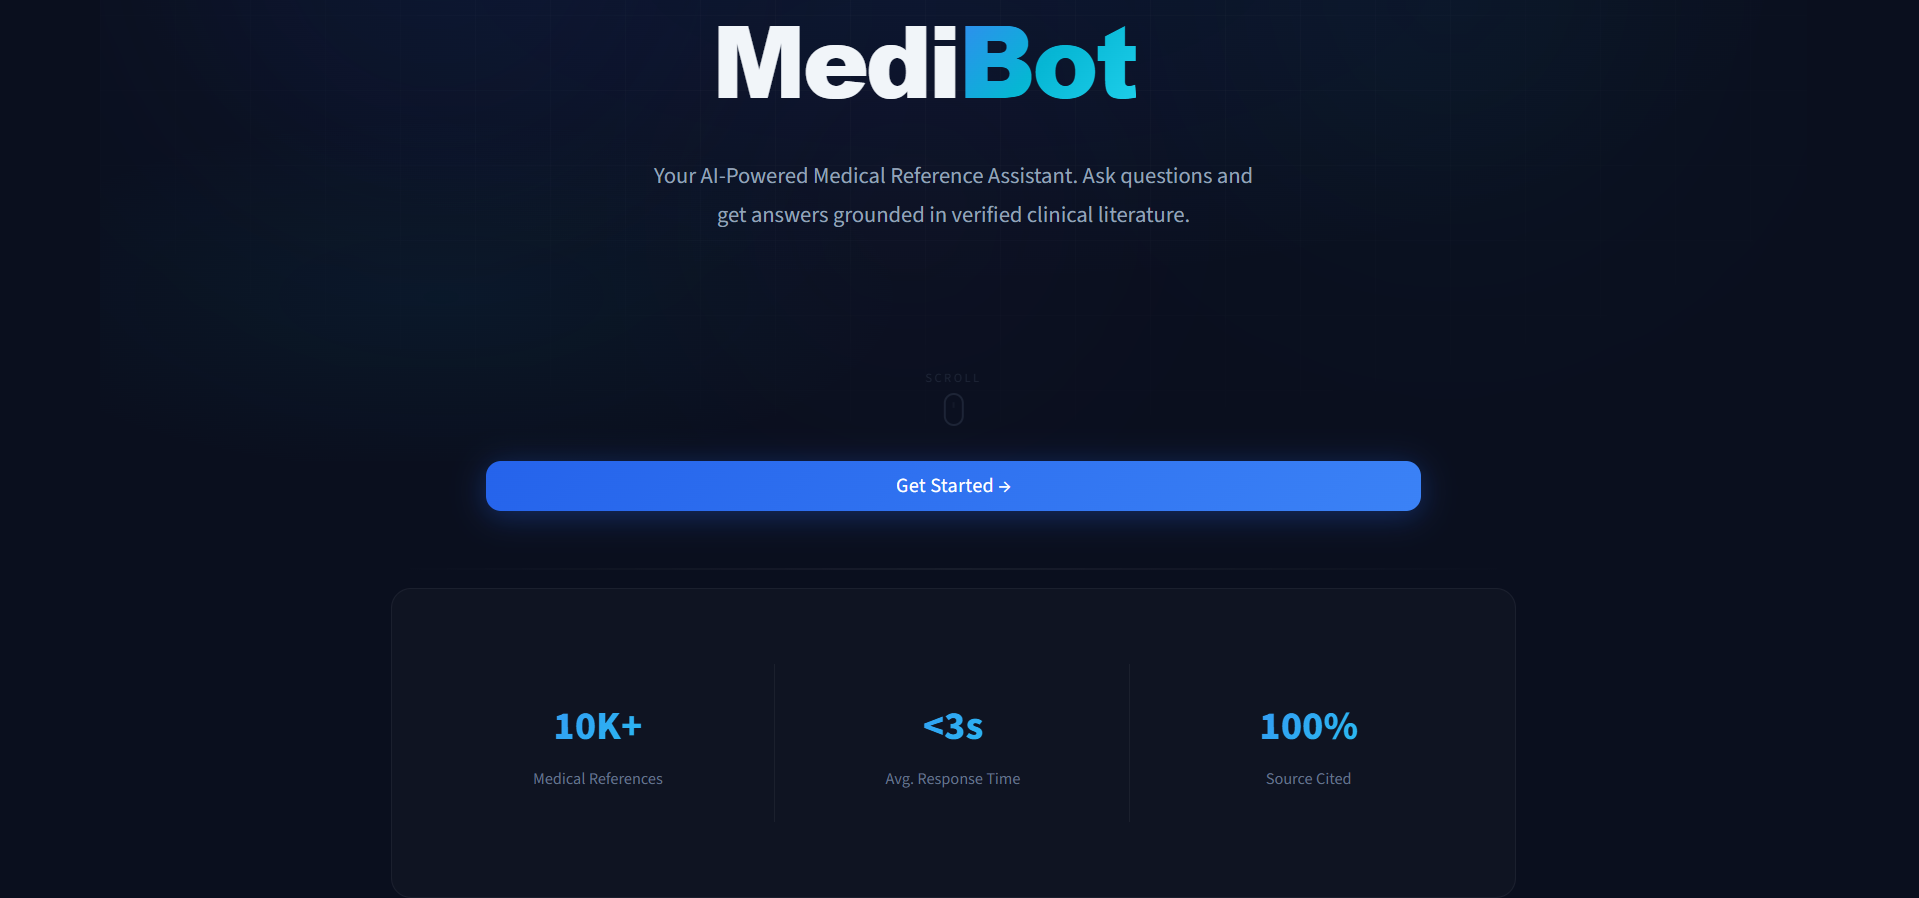 MediBot
Your AI-Powered Medical Reference Assistant. Ask questions and
get answers grounded in verified clinical literature.
SCROLL
Get Started →
10K+
Medical References
<3s
Avg. Response Time
100%
Source Cited